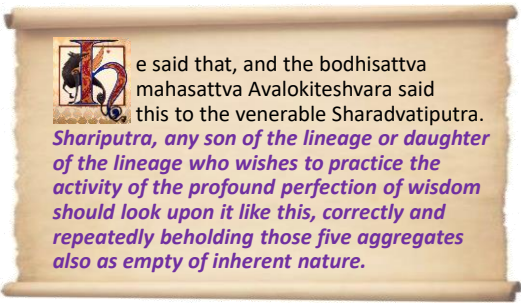 He said that, and the bodhisattva
mahasattva Avalokiteshvara said
this to the venerable Sharadvatiputra.
Shariputra, any son of the lineage or daughter
of the lineage who wishes to practice the
activity of the profound perfection of wisdom
should look upon it like this, correctly and
repeatedly beholding those five aggregates
also as empty of inherent nature.